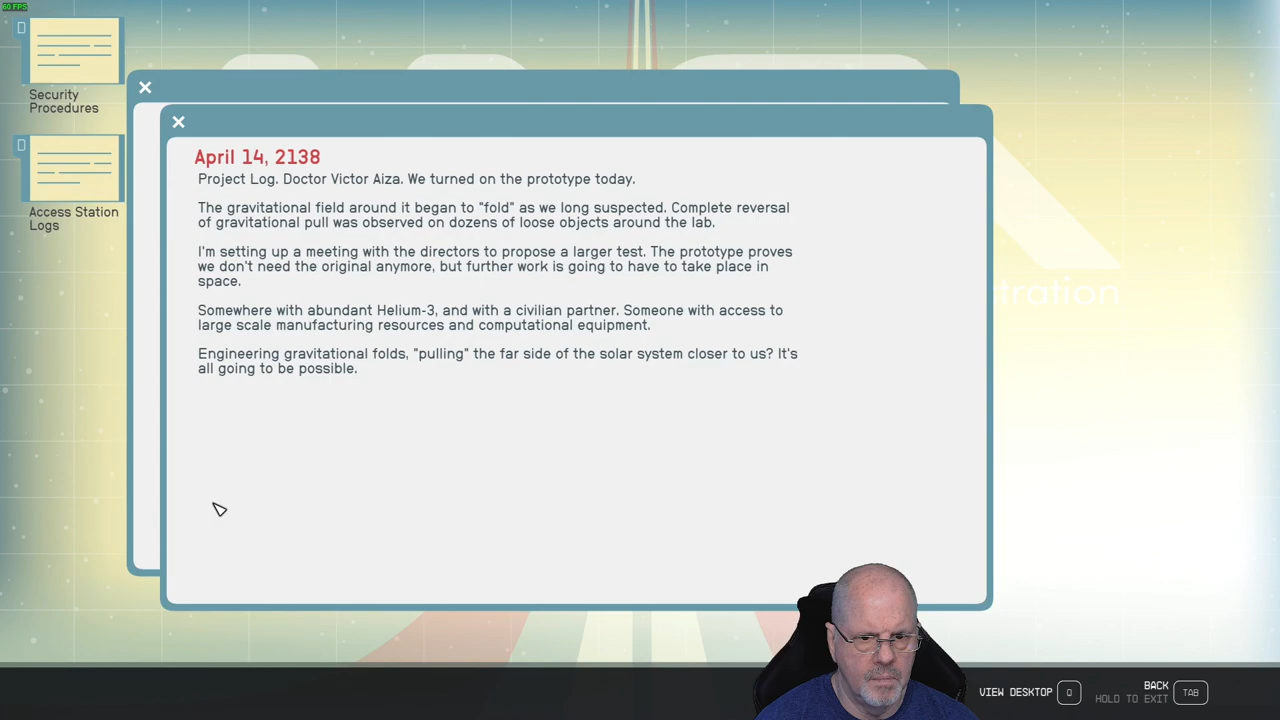 60 FPS
D
Security
Procedures
D
Access Station
Logs
April 14, 2138
Project Log. Doctor Victor Aiza. We turned on the prototype today.
The gravitational field around it began to "fold" as we long suspected. Complete reversal
of gravitational pull was observed on dozens of loose objects around the lab.
I'm setting up a meeting with the directors to propose a larger test. The prototype proves
we don't need the original anymore, but further work is going to have to take place in
space.
Somewhere with abundant Helium-3, and with a civilian partner. Someone with access to
large scale manufacturing resources and computational equipment.
Engineering gravitational folds, "pulling" the far side of the solar system closer to us? It's
all going to be possible.
tration
VIEW DESKTOP Q
BACK
HOLD TO EXIT TAB